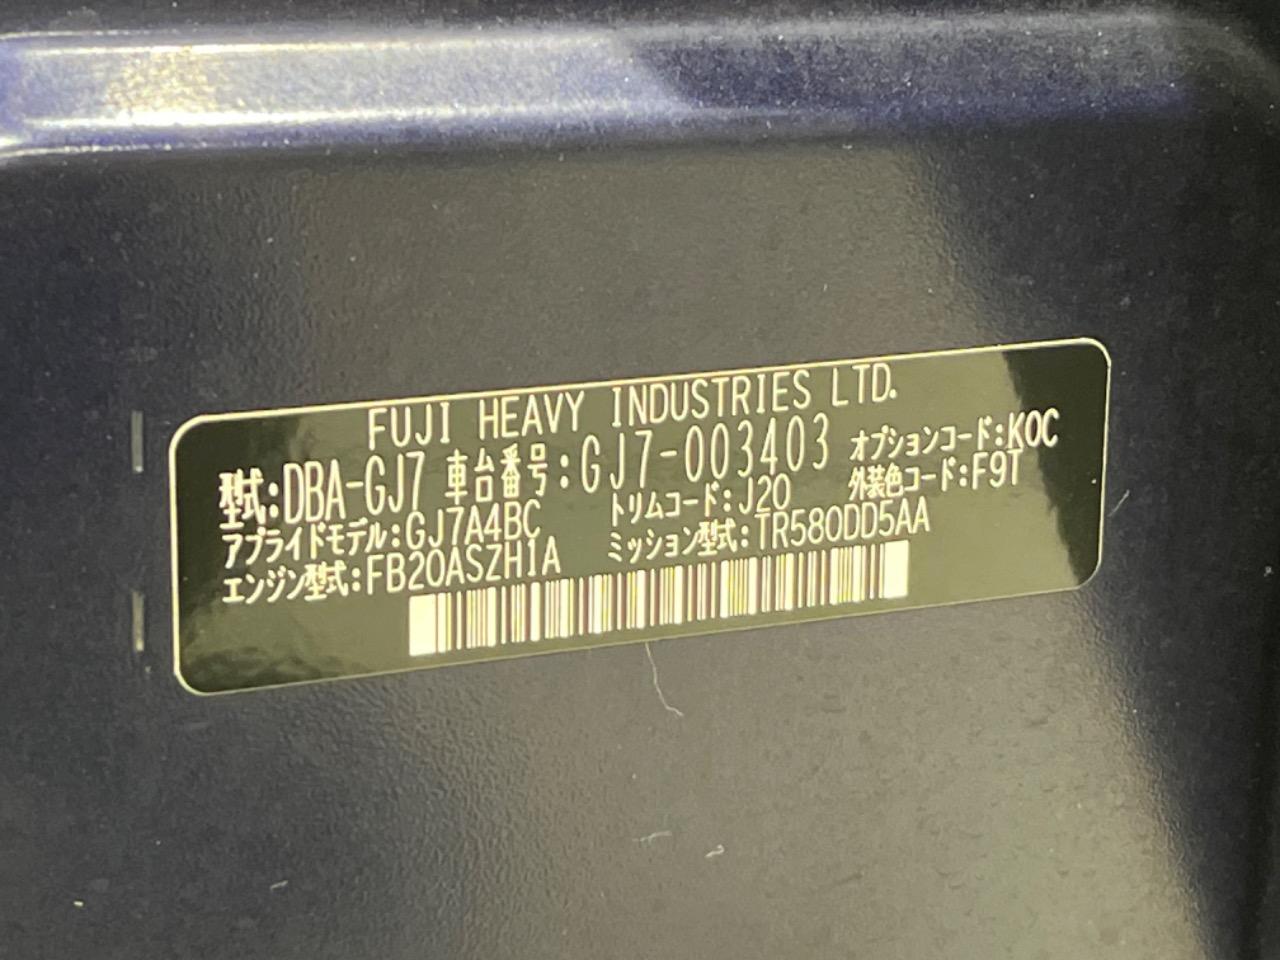 FUJI HEAVY INDUSTRIES LTD.
型式:DBA-GJ7 車台番号:GJ7-003403 オプションコード:K0C
アプライドモデル:GJ7A4BC トリムコード:J20 外装色コード:F9T
エンジン型式:FB20ASZH1A ミッション型式:TR580DD5AA